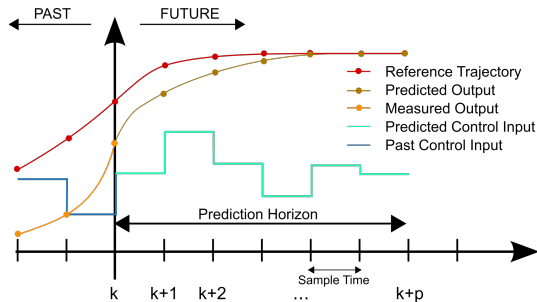 PAST
FUTURE
Reference Trajectory
Predicted Output
Measured Output
Predicted Control Input
Past Control Input
Prediction Horizon
Sample Time
k
k+1
k+2
...
k+p